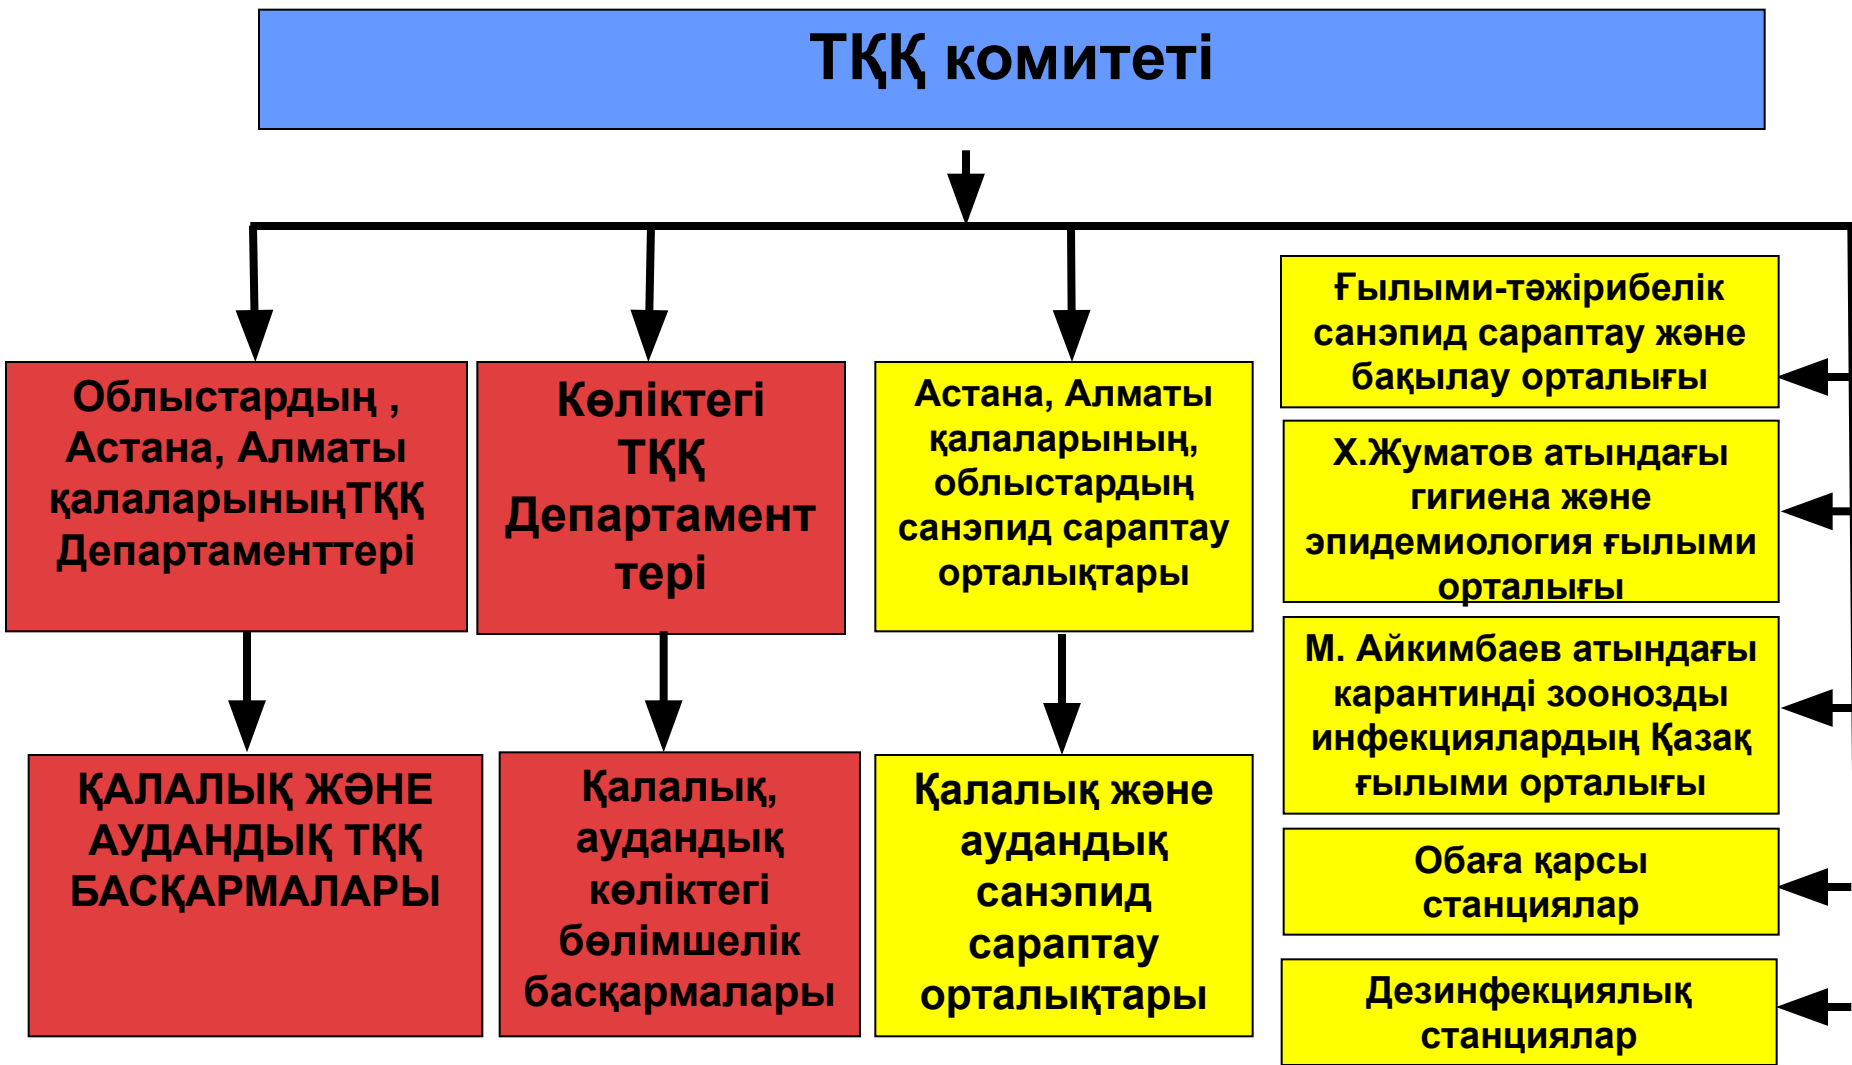 ТҚҚ комитеті
Облыстардың ,
Астана, Алматы
қалаларыныңТҚҚ
Департаменттері
Көліктегі
ТҚҚ
Департамент
тері
Астана, Алматы
қалаларының,
облыстардың
санэпид сараптау
орталықтары
Ғылыми-тәжірибелік
санэпид сараптау және
бақылау орталығы
Х.Жуматов атындағы
гигиена және
эпидемиология ғылыми
орталығы
М. Айкимбаев атындағы
карантинді зоонозды
инфекциялардың Қазақ
ғылыми орталығы
Обаға қарсы
станциялар
Дезинфекциялық
станциялар
ҚАЛАЛЫҚ ЖӘНЕ
АУДАНДЫҚ ТҚҚ
БАСҚАРМАЛАРЫ
Қалалық,
аудандық
көліктегі
бөлімшелік
басқармалары
Қалалық және
аудандық
санэпид
сараптау
орталықтары